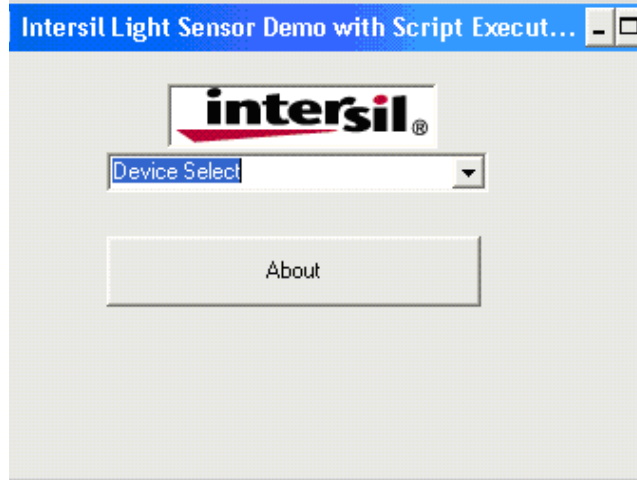 Intersil Light Sensor Demo with Script Execut...
intersil®
Device Select
About